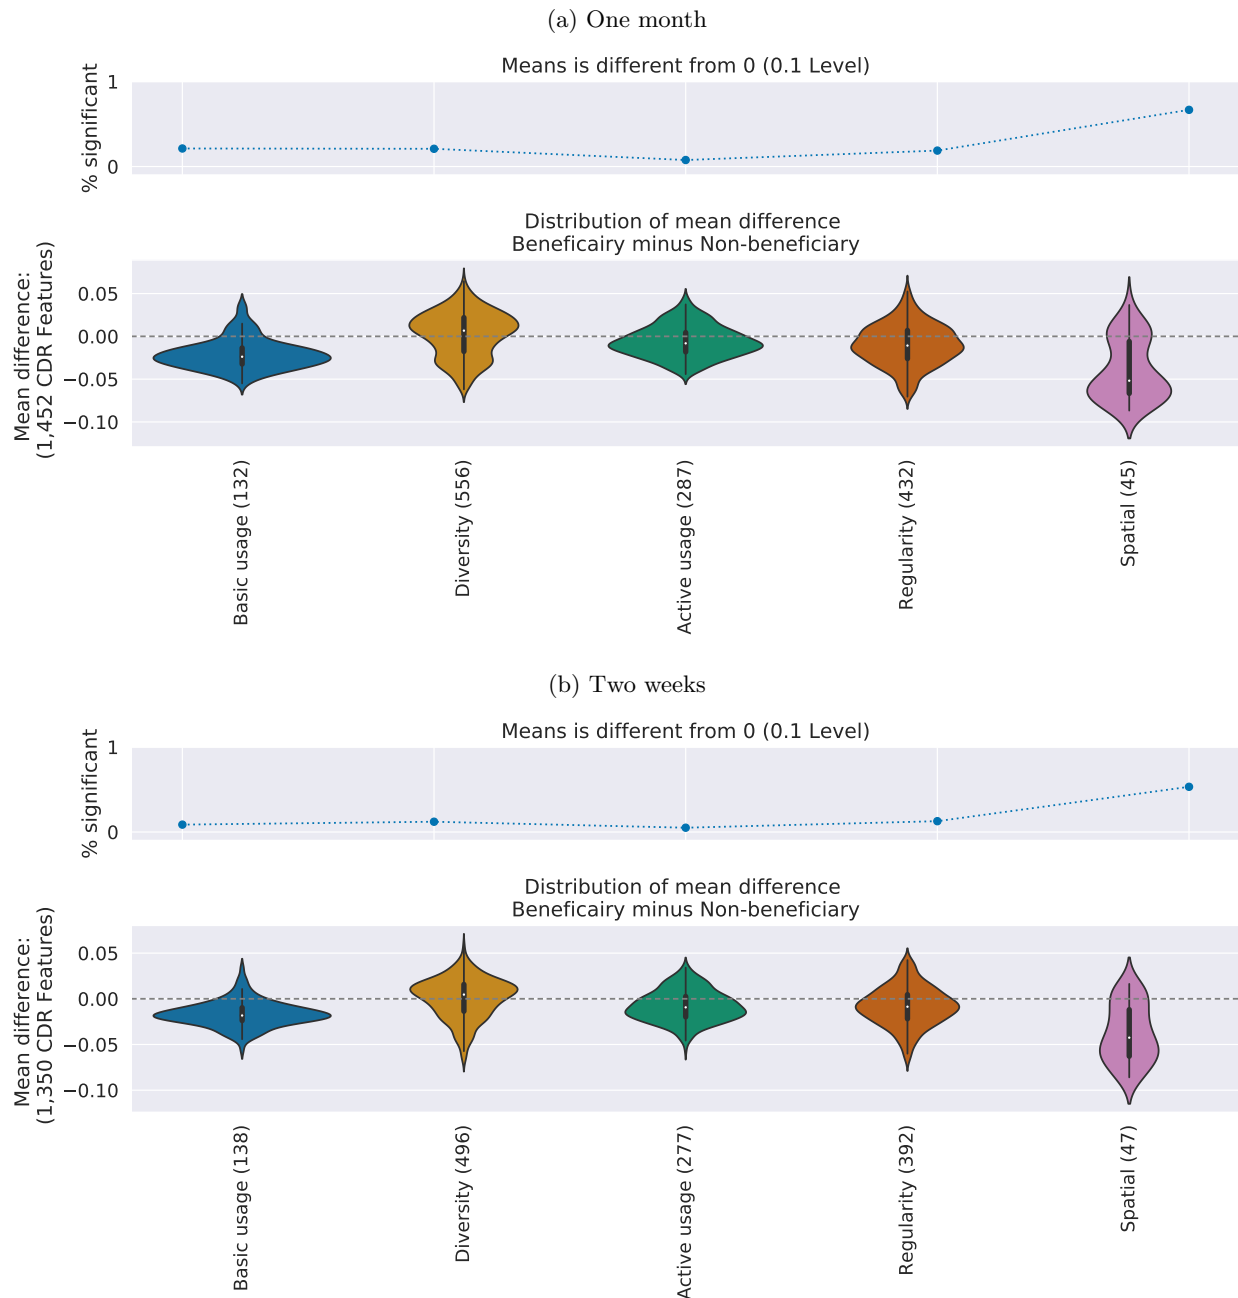 (a) One month
Means is different from 0 (0.1 Level)
% significant
1
0
Distribution of mean difference
Beneficairy minus Non-beneficiary
Mean difference:
(1,452 CDR Features)
0.05
0.00
−0.05
−0.10
Basic usage (132)
Diversity (556)
Active usage (287)
Regularity (432)
Spatial (45)
(b) Two weeks
Means is different from 0 (0.1 Level)
% significant
1
0
Distribution of mean difference
Beneficairy minus Non-beneficiary
Mean difference:
(1,350 CDR Features)
0.05
0.00
−0.05
−0.10
Basic usage (138)
Diversity (496)
Active usage (277)
Regularity (392)
Spatial (47)